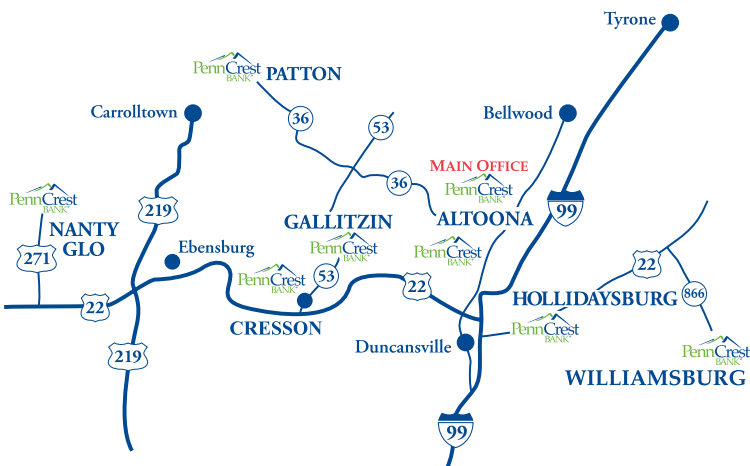 Tyrone
PennCrest
BANK
PATTON
Carrolltown
36
53
Bellwood
MAIN OFFICE
36
PennCrest
BANK
PennCrest
BANK
219
99
GALLITZIN
ALTOONA
NANTY
GLO
271
Ebensburg
PennCrest
BANK
PennCrest
BANK
PennCrest
BANK
53
22
22
22
866
HOLLIDAYSBURG
CRESSON
PennCrest
BANK
219
Duncansville
PennCrest
BANK
WILLIAMSBURG
99